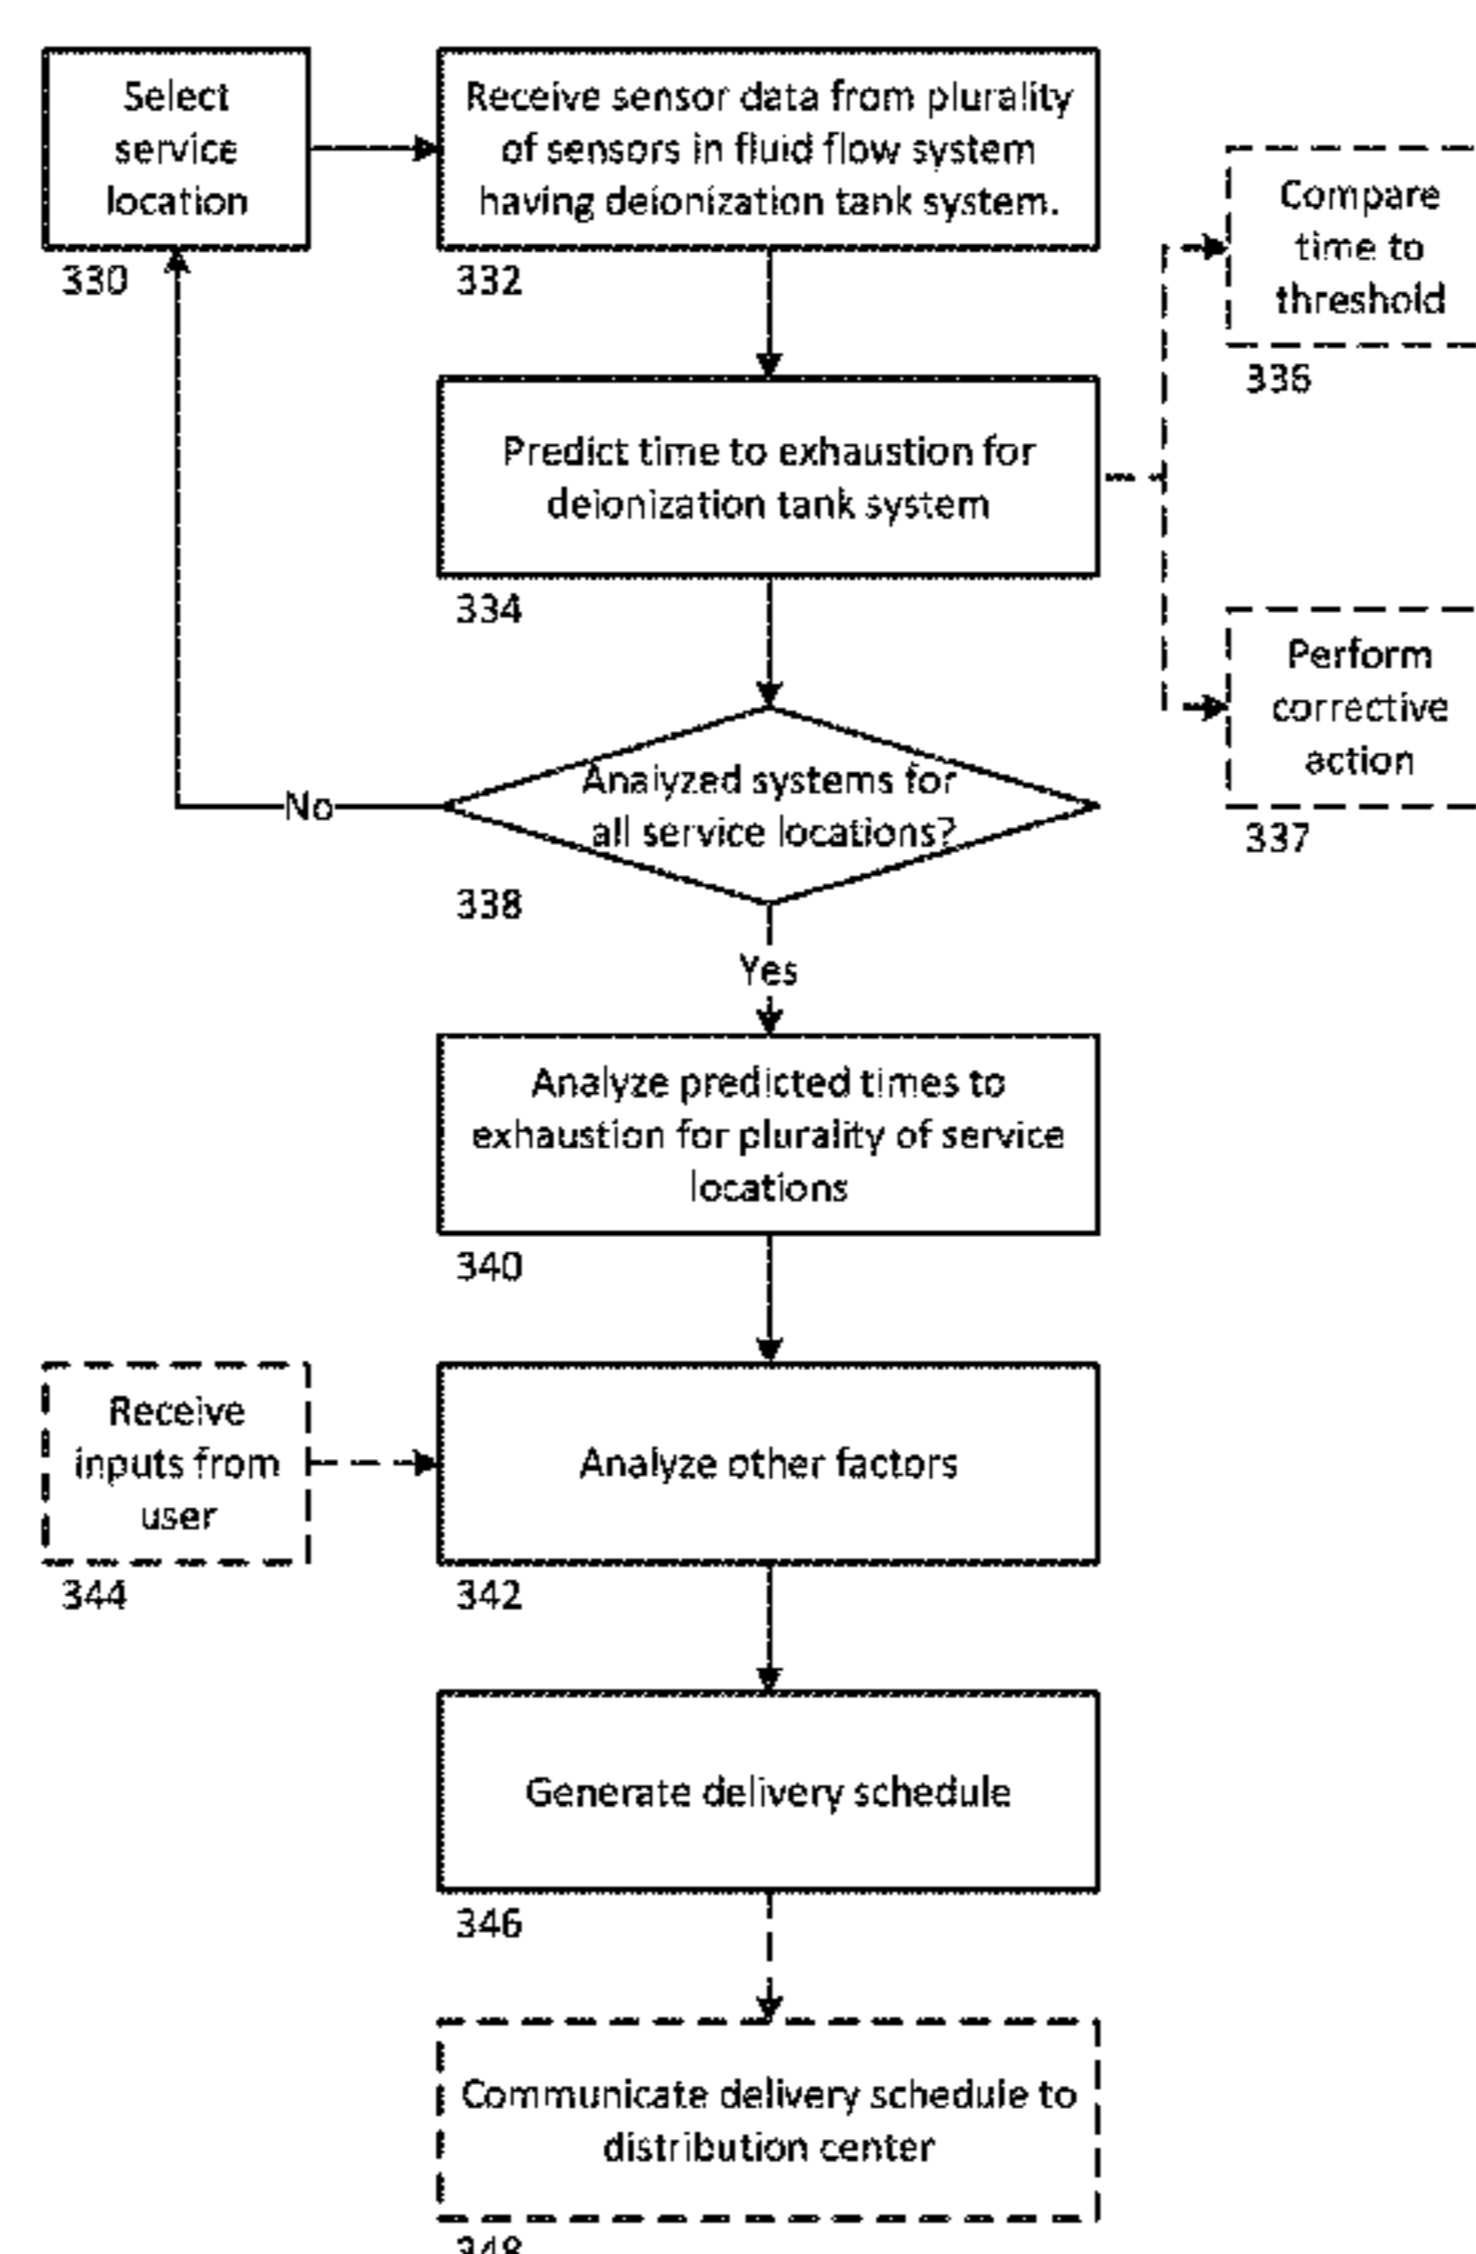 Select
service
location
330
Receive sensor data from plurality
of sensors in fluid flow system
having deionization tank system.
332
Compare
time to
threshold
336
Predict time to exhaustion for
deionization tank system
334
Perform
corrective
action
337
Analyzed systems for
all service locations?
338
No
Yes
Analyze predicted times to
exhaustion for plurality of service
locations
340
Receive
inputs from
user
344
Analyze other factors
342
Generate delivery schedule
346
Communicate delivery schedule to
distribution center
348